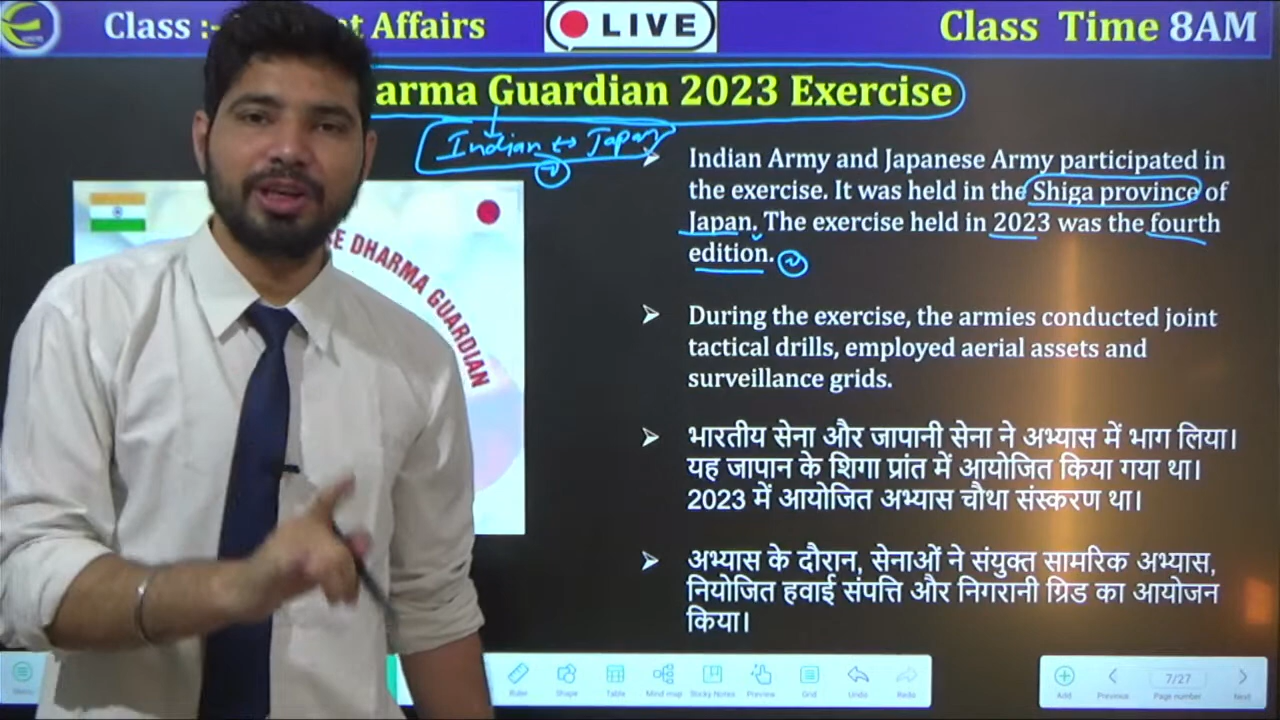 Class :- t Affairs
LIVE
Class Time 8AM
arma Guardian 2023 Exercise
Indian ↔ Japan
Indian Army and Japanese Army participated in
the exercise. It was held in the Shiga province of
Japan. The exercise held in 2023 was the fourth
edition.
E DHARMA GUARDIAN
During the exercise, the armies conducted joint
tactical drills, employed aerial assets and
surveillance grids.
भारतीय सेना और जापानी सेना ने अभ्यास में भाग लिया।
यह जापान के शिगा प्रांत में आयोजित किया गया था।
2023 में आयोजित अभ्यास चौथा संस्करण था।
अभ्यास के दौरान, सेनाओं ने संयुक्त सामरिक अभ्यास,
नियोजित हवाई संपत्ति और निगरानी ग्रिड का आयोजन
किया।
Menu
Ruler Shape Table Mind map Sticky Notes Preview Grid Undo Redo
Add Previous 7/27 Page number Next